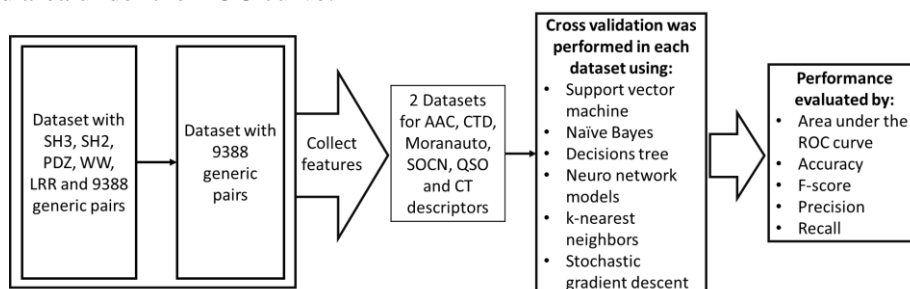 Dataset with
SH3, SH2,
PDZ, WW,
LRR and 9388
generic pairs
Dataset with
9388
generic
pairs
Collect
features
2 Datasets
for AAC, CTD,
Moranauto,
SOCN, QSO
and CT
descriptors
Cross validation was
performed in each
dataset using:
• Support vector
machine
• Naïve Bayes
• Decisions tree
• Neuro network
models
• k-nearest
neighbors
• Stochastic
gradient descent
Performance
evaluated by:
• Area under the
ROC curve
• Accuracy
• F-score
• Precision
• Recall